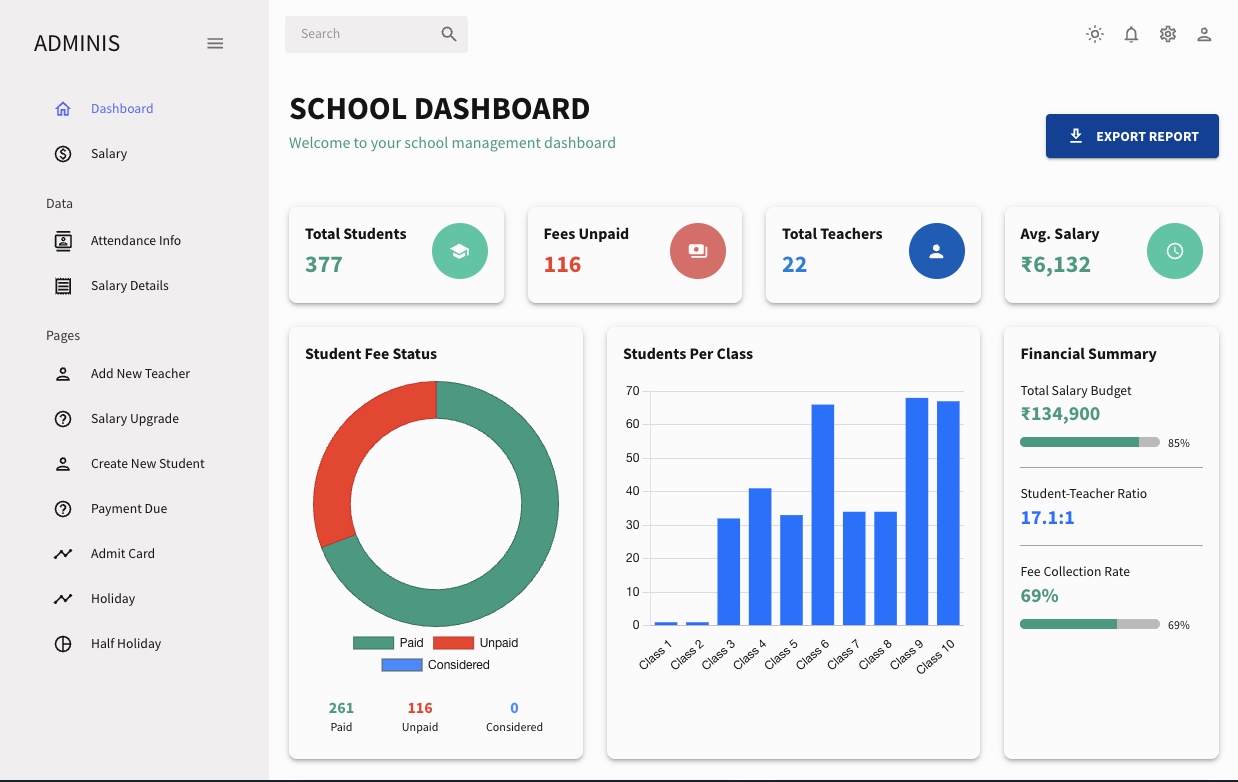 ADMINIS
Search
Dashboard
Salary
Data
Attendance Info
Salary Details
Pages
Add New Teacher
Salary Upgrade
Create New Student
Payment Due
Admit Card
Holiday
Half Holiday
SCHOOL DASHBOARD
Welcome to your school management dashboard
EXPORT REPORT
Total Students
377
Fees Unpaid
116
Total Teachers
22
Avg. Salary
₹6,132
Student Fee Status
Paid Unpaid
Considered
261 116 0
Paid Unpaid Considered
Students Per Class
70
60
50
40
30
20
10
0
Class 1 Class 2 Class 3 Class 4 Class 5 Class 6 Class 7 Class 8 Class 9 Class 10
Financial Summary
Total Salary Budget
₹134,900
85%
Student-Teacher Ratio
17.1:1
Fee Collection Rate
69%
69%